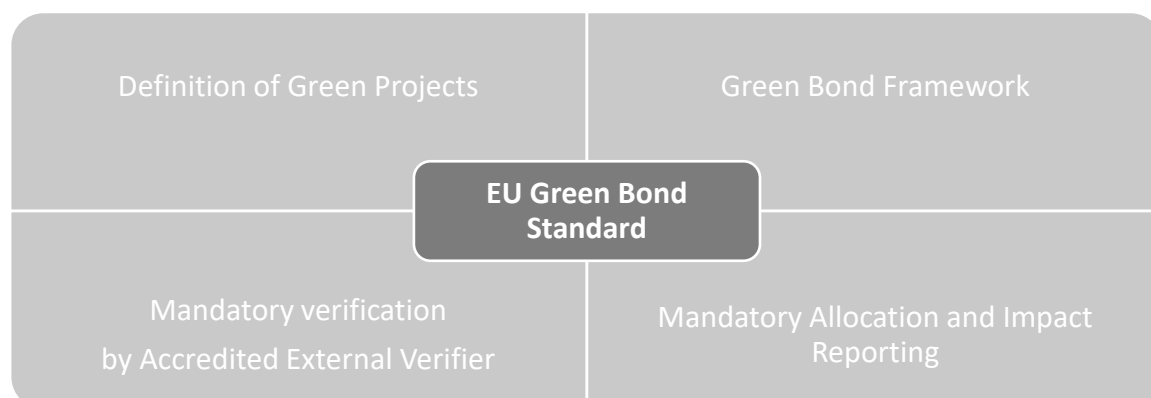 Definition of Green Projects
Green Bond Framework
EU Green Bond
Standard
Mandatory verification
by Accredited External Verifier
Mandatory Allocation and Impact
Reporting